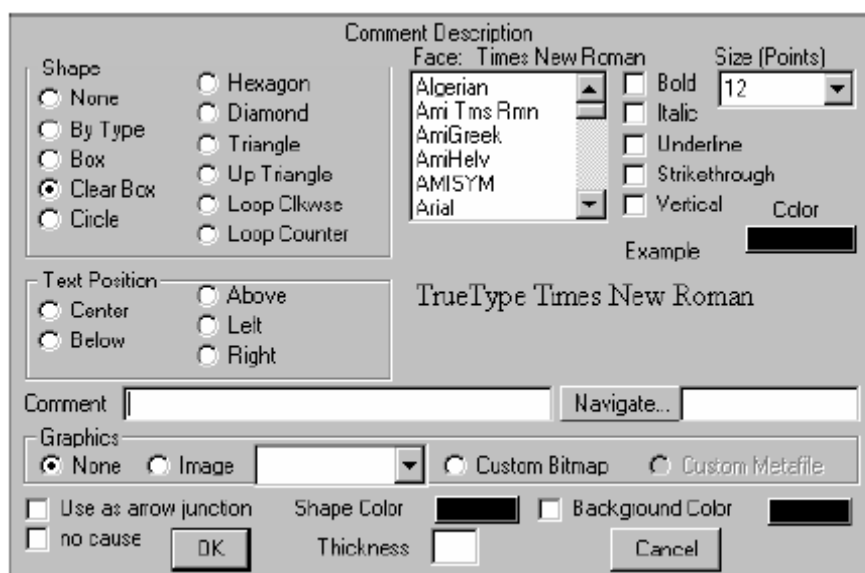 Comment Description
Shape
None
By Type
Box
Clear Box
Circle
Hexagon
Diamond
Triangle
Up Triangle
Loop Clkwse
Loop Counter
Face: Times New Roman
Algerian
Ami Tms Rmn
AmiGreek
AmiHelv
AMISYM
Arial
Bold
Italic
Underline
Strikethrough
Vertical
Size (Points)
12
Color
Example
TrueType Times New Roman
Text Position
Center
Below
Above
Left
Right
Comment
Navigate...
Graphics
None Image Custom Bitmap Custom Metafile
Use as arrow junction Shape Color Background Color
no cause OK Thickness Cancel